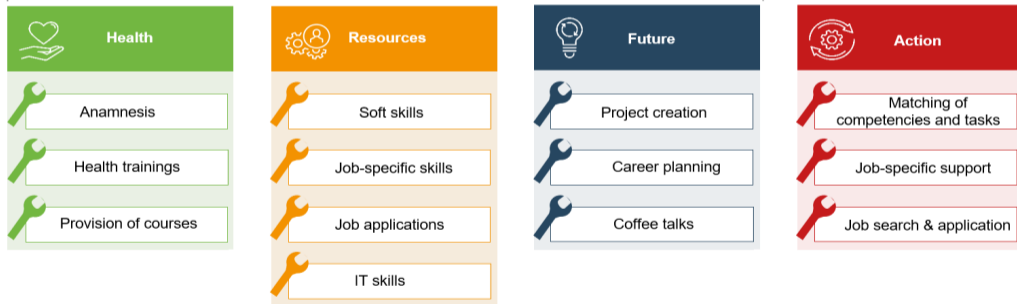 Health
Anamnesis
Health trainings
Provision of courses
Resources
Soft skills
Job-specific skills
Job applications
IT skills
Future
Project creation
Career planning
Coffee talks
Action
Matching of
competencies and tasks
Job-specific support
Job search & application